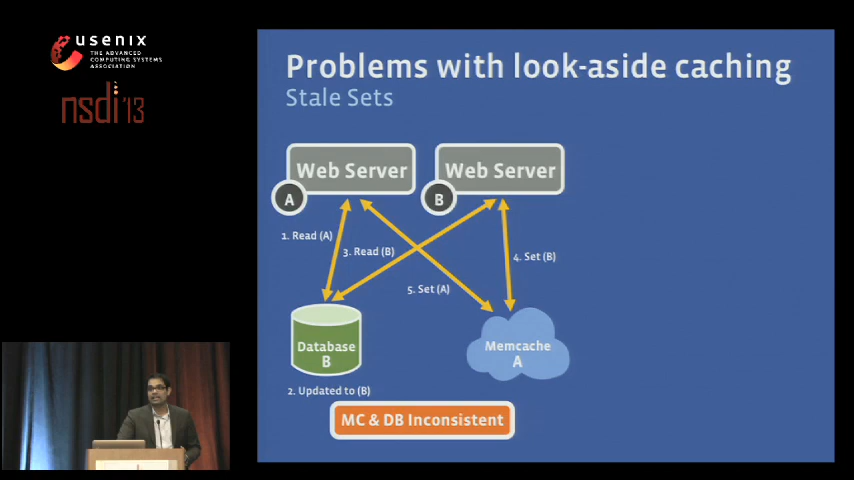 usenix
THE ADVANCED
COMPUTING SYSTEMS
ASSOCIATION
nsdi '13
Problems with look-aside caching
Stale Sets
Web Server
Web Server
A
B
1. Read (A)
3. Read (B)
4. Set (B)
5. Set (A)
Database
B
Memcache
A
2. Updated to (B)
MC & DB Inconsistent